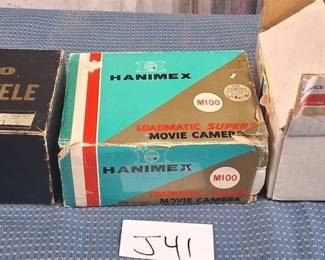 HANIMEX
M100
LOADMATIC SUPER 8
MOVIE CAMERA
HANIMEX
M100
MOVIE CAMERA
ELE
J41